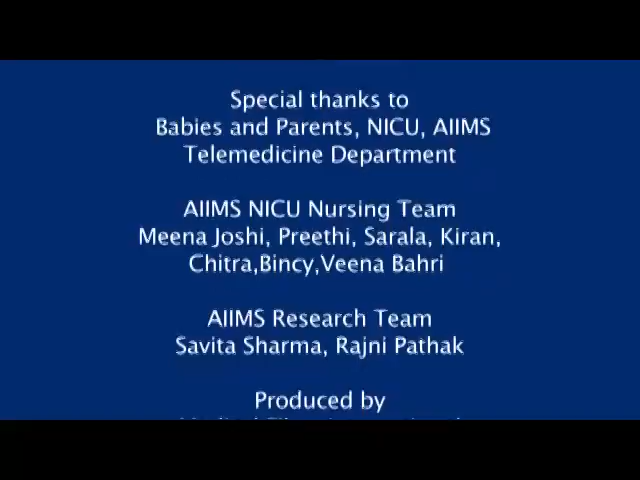 Special thanks to
Babies and Parents, NICU, AIIMS
Telemedicine Department
AIIMS NICU Nursing Team
Meena Joshi, Preethi, Sarala, Kiran,
Chitra,Bincy,Veena Bahri
AIIMS Research Team
Savita Sharma, Rajni Pathak
Produced by